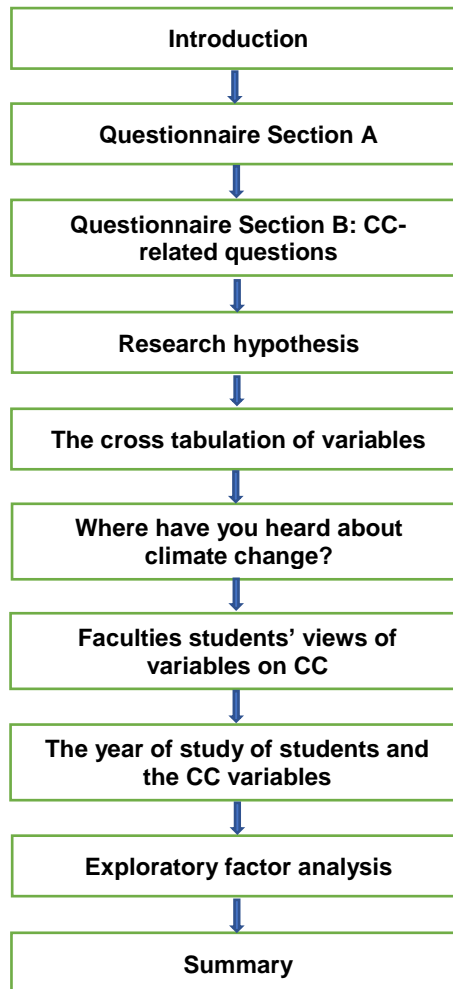 Introduction
Questionnaire Section A
Questionnaire Section B: CC-
related questions
Research hypothesis
The cross tabulation of variables
Where have you heard about
climate change?
Faculties students’ views of
variables on CC
The year of study of students and
the CC variables
Exploratory factor analysis
Summary